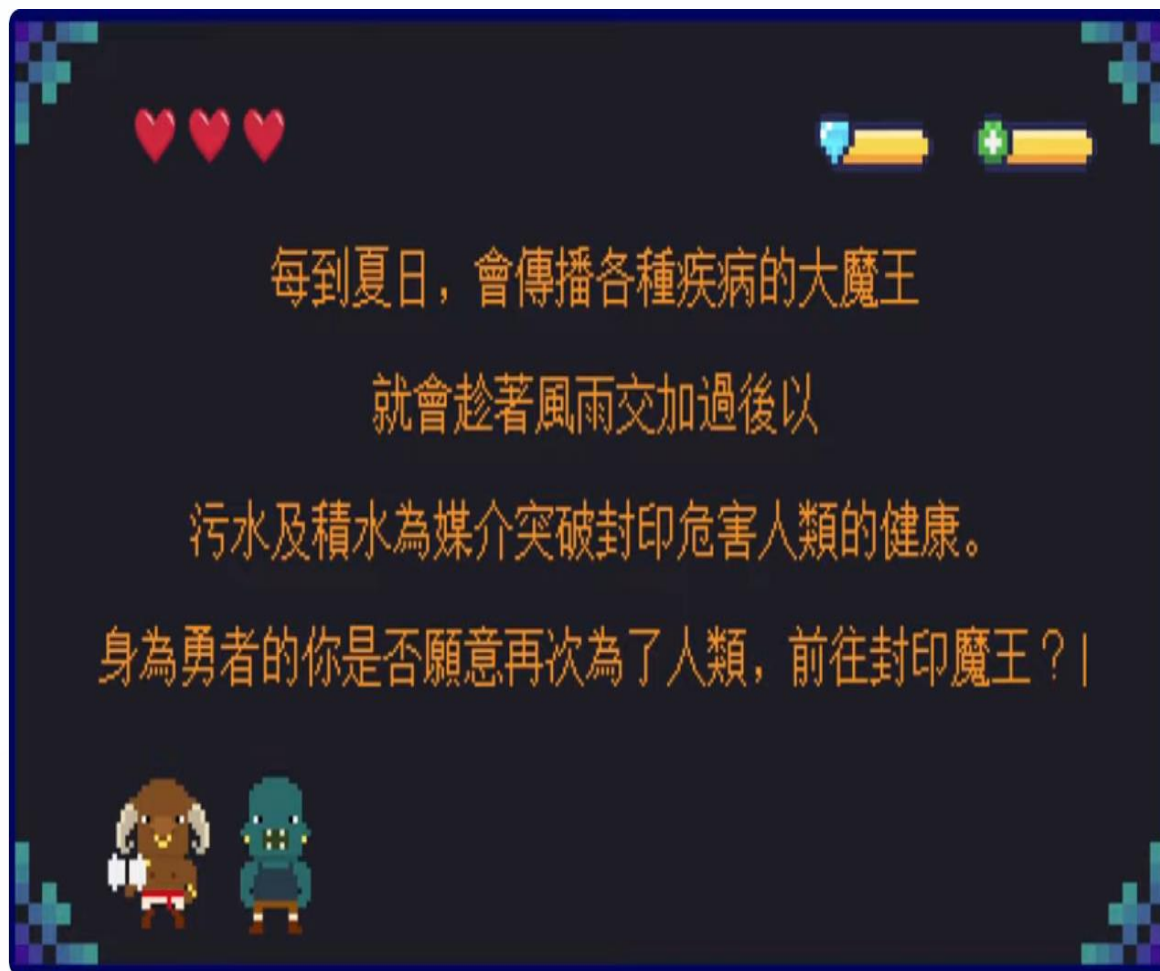 每到夏日，會傳播各種疾病的大魔王
就會趁著風雨交加過後以
污水及積水為媒介突破封印危害人類的健康。
身為勇者的你是否願意再次為了人類，前往封印魔王？|